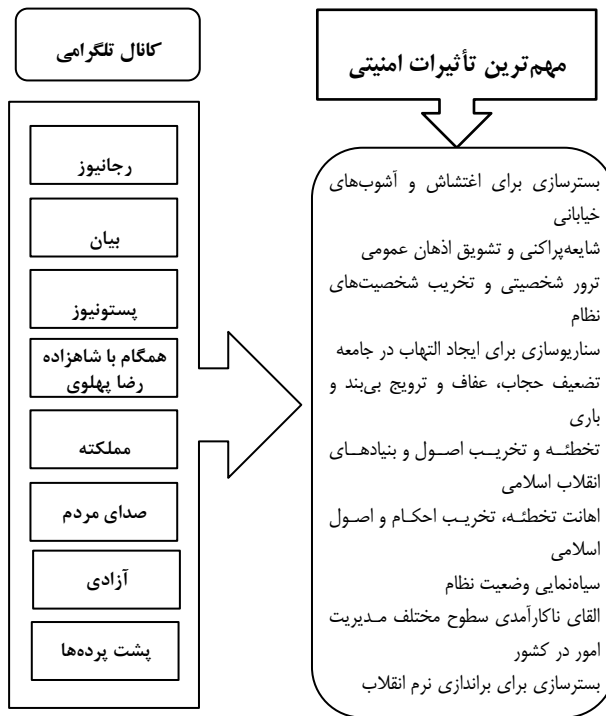 کانال تلگرامی
رجانیوز
بیان
پستونیوز
همگام با شاهزاده
رضا پهلوی
مملکته
صدای مردم
آزادی
پشت پرده‌ها
مهم‌ترین تأثیرات امنیتی
بسترسازی برای اغتشاش و آشوب‌های
خیابانی
شایعه‌پراکنی و تشویق اذهان عمومی
ترور شخصیتی و تخریب شخصیت‌های
نظام
سناریوسازی برای ایجاد التهاب در جامعه
تضعیف حجاب، عفاف و ترویج بی‌بند و
باری
تخطئه و تخریب اصول و بنیادهای
انقلاب اسلامی
اهانت تخطئه، تخریب احکام و اصول
اسلامی
سیاه‌نمایی وضعیت نظام
القای ناکارآمدی سطوح مختلف مدیریت
امور در کشور
بسترسازی برای براندازی نرم انقلاب